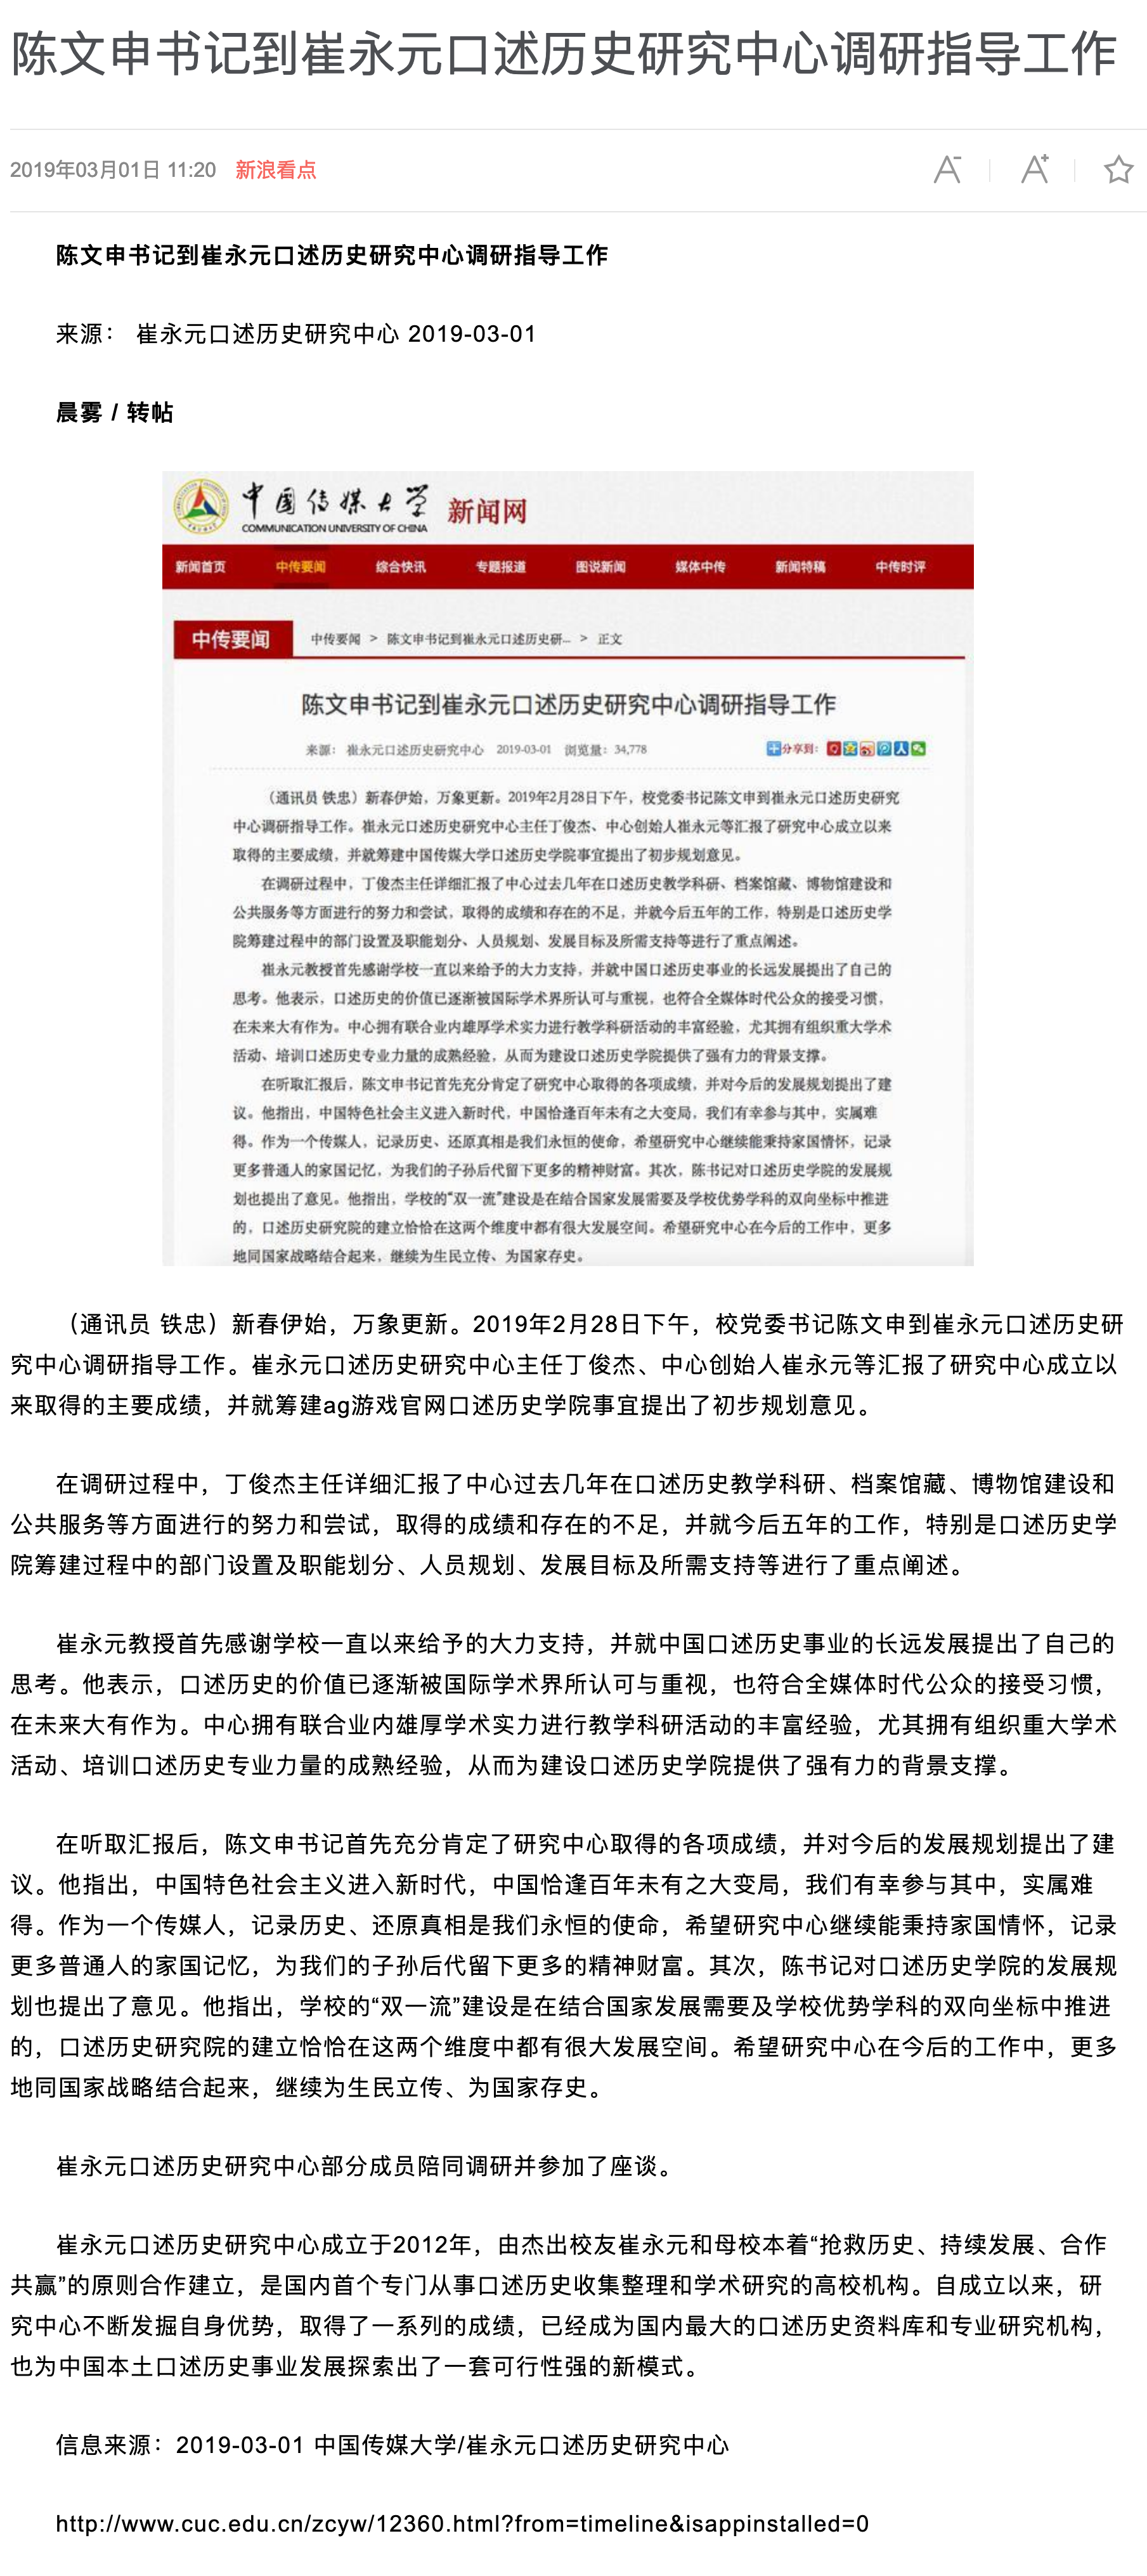 陈文申书记到崔永元口述历史研究中心调研指导工作
2019年03月01日 11:20 新浪看点
A- A+
陈文申书记到崔永元口述历史研究中心调研指导工作
来源： 崔永元口述历史研究中心 2019-03-01
晨雾 / 转帖
中国传媒大学 新闻网
COMMUNICATION UNIVERSITY OF CHINA
新闻首页 中传要闻 综合快讯 专题报道 图说新闻 媒体中传 新闻特稿 中传时评
中传要闻 中传要闻 > 陈文申书记到崔永元口述历史研... > 正文
陈文申书记到崔永元口述历史研究中心调研指导工作
来源： 崔永元口述历史研究中心 2019-03-01 浏览量：34,778 分享到：
（通讯员 铁忠）新春伊始，万象更新。2019年2月28日下午，校党委书记陈文申到崔永元口述历史研究
中心调研指导工作。崔永元口述历史研究中心主任丁俊杰、中心创始人崔永元等汇报了研究中心成立以来
取得的主要成绩，并就筹建中国传媒大学口述历史学院事宜提出了初步规划意见。
在调研过程中，丁俊杰主任详细汇报了中心过去几年在口述历史教学科研、档案馆藏、博物馆建设和
公共服务等方面进行的努力和尝试，取得的成绩和存在的不足，并就今后五年的工作，特别是口述历史学
院筹建过程中的部门设置及职能划分、人员规划、发展目标及所需支持等进行了重点阐述。
崔永元教授首先感谢学校一直以来给予的大力支持，并就中国口述历史事业的长远发展提出了自己的
思考。他表示，口述历史的价值已逐渐被国际学术界所认可与重视，也符合全媒体时代公众的接受习惯，
在未来大有作为。中心拥有联合业内雄厚学术实力进行教学科研活动的丰富经验，尤其拥有组织重大学术
活动、培训口述历史专业力量的成熟经验，从而为建设口述历史学院提供了强有力的背景支撑。
在听取汇报后，陈文申书记首先充分肯定了研究中心取得的各项成绩，并对今后的发展规划提出了建
议。他指出，中国特色社会主义进入新时代，中国恰逢百年未有之大变局，我们有幸参与其中，实属难
得。作为一个传媒人，记录历史、还原真相是我们永恒的使命，希望研究中心继续能秉持家国情怀，记录
更多普通人的家国记忆，为我们的子孙后代留下更多的精神财富。其次，陈书记对口述历史学院的发展规
划也提出了意见。他指出，学校的“双一流”建设是在结合国家发展需要及学校优势学科的双向坐标中推进
的，口述历史研究院的建立恰恰在这两个维度中都有很大发展空间。希望研究中心在今后的工作中，更多
地同国家战略结合起来，继续为生民立传、为国家存史。
（通讯员 铁忠）新春伊始，万象更新。2019年2月28日下午，校党委书记陈文申到崔永元口述历史研
究中心调研指导工作。崔永元口述历史研究中心主任丁俊杰、中心创始人崔永元等汇报了研究中心成立以
来取得的主要成绩，并就筹建ag游戏官网口述历史学院事宜提出了初步规划意见。
在调研过程中，丁俊杰主任详细汇报了中心过去几年在口述历史教学科研、档案馆藏、博物馆建设和
公共服务等方面进行的努力和尝试，取得的成绩和存在的不足，并就今后五年的工作，特别是口述历史学
院筹建过程中的部门设置及职能划分、人员规划、发展目标及所需支持等进行了重点阐述。
崔永元教授首先感谢学校一直以来给予的大力支持，并就中国口述历史事业的长远发展提出了自己的
思考。他表示，口述历史的价值已逐渐被国际学术界所认可与重视，也符合全媒体时代公众的接受习惯，
在未来大有作为。中心拥有联合业内雄厚学术实力进行教学科研活动的丰富经验，尤其拥有组织重大学术
活动、培训口述历史专业力量的成熟经验，从而为建设口述历史学院提供了强有力的背景支撑。
在听取汇报后，陈文申书记首先充分肯定了研究中心取得的各项成绩，并对今后的发展规划提出了建
议。他指出，中国特色社会主义进入新时代，中国恰逢百年未有之大变局，我们有幸参与其中，实属难
得。作为一个传媒人，记录历史、还原真相是我们永恒的使命，希望研究中心继续能秉持家国情怀，记录
更多普通人的家国记忆，为我们的子孙后代留下更多的精神财富。其次，陈书记对口述历史学院的发展规
划也提出了意见。他指出，学校的“双一流”建设是在结合国家发展需要及学校优势学科的双向坐标中推进
的，口述历史研究院的建立恰恰在这两个维度中都有很大发展空间。希望研究中心在今后的工作中，更多
地同国家战略结合起来，继续为生民立传、为国家存史。
崔永元口述历史研究中心部分成员陪同调研并参加了座谈。
崔永元口述历史研究中心成立于2012年，由杰出校友崔永元和母校本着“抢救历史、持续发展、合作
共赢”的原则合作建立，是国内首个专门从事口述历史收集整理和学术研究的高校机构。自成立以来，研
究中心不断发掘自身优势，取得了一系列的成绩，已经成为国内最大的口述历史资料库和专业研究机构，
也为中国本土口述历史事业发展探索出了一套可行性强的新模式。
信息来源：2019-03-01 中国传媒大学/崔永元口述历史研究中心
http://www.cuc.edu.cn/zcyw/12360.html?from=timeline&isappinstalled=0